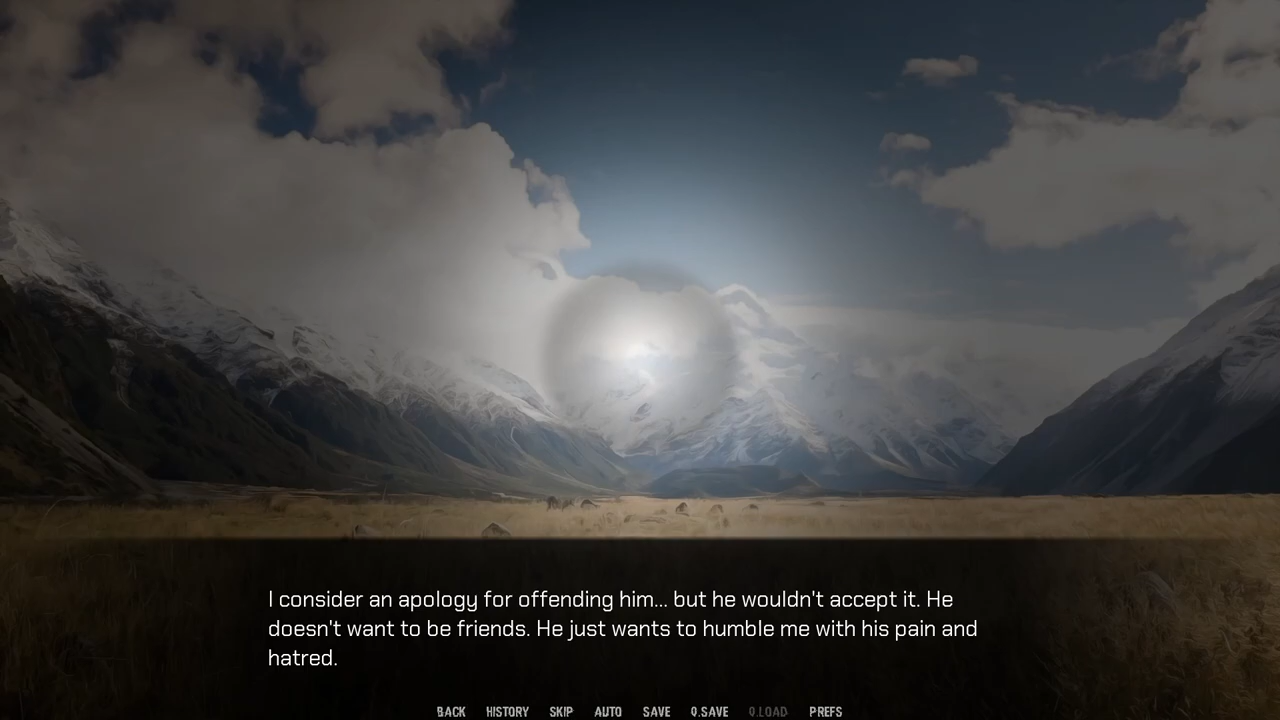 I consider an apology for offending him... but he wouldn't accept it. He
doesn't want to be friends. He just wants to humble me with his pain and
hatred.
BACK HISTORY SKIP AUTO SAVE Q.SAVE Q.LOAD PREFS